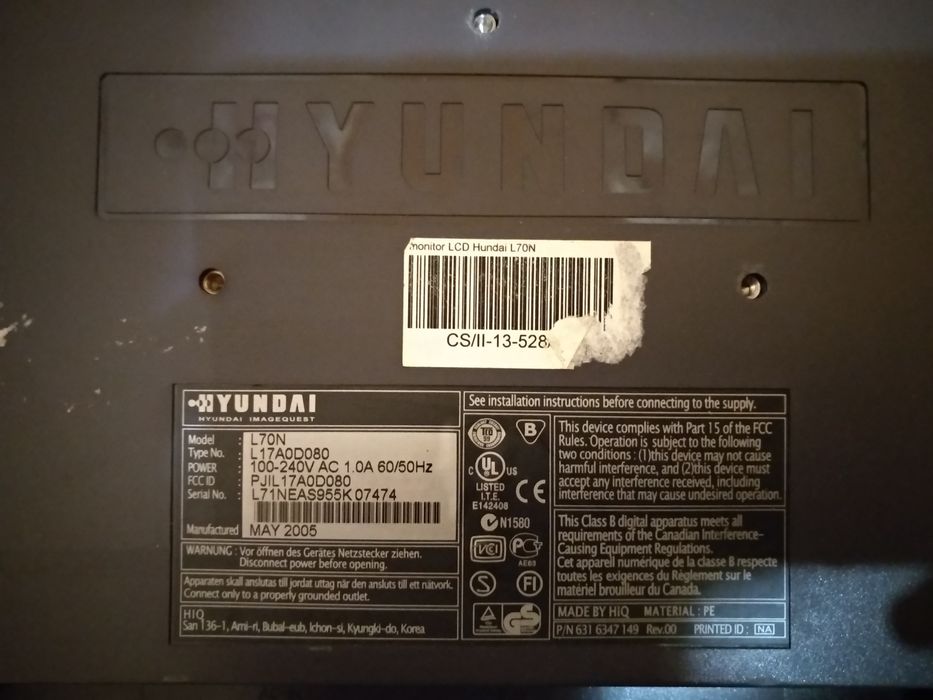 HYUNDAI
monitor LCD Hundai L70N
CS/II-13-528
HYUNDAI
HYUNDAI IMAGEQUEST
Model : L70N
Type No. : L17A0D080
POWER : 100-240V AC 1.0A 60/50Hz
FCC ID : PJIL17A0D080
Serial No. : L71NEAS955K07474
Manufactured MAY 2005
WARNING : Vor öffnen des Gerätes Netzstecker ziehen.
Disconnect power before opening.
Apparaten skall anslutas till jordat uttag när den ansluts till ett nätvork.
Connect only to a properly grounded outlet.
HIQ
San 136-1, Ami-ri, Bubal-eub, Ichon-si, Kyungki-do, Korea
See installation instructions before connecting to the supply.
B
C UL US
LISTED
I.T.E.
E142408
CE
N1580
VCI
PCT
AE63
S
FI
GS
This device complies with Part 15 of the FCC
Rules. Operation is subject to the following
two conditions : (1)this device may not cause
harmful interference, and (2)this device must
accept any interference received, including
interference that may cause undesired operation.
This Class B digital apparatus meets all
requirements of the Canadian Interference-
Causing Equipment Regulations.
Cet appareil numérique de la classe B respecte
toutes les exigences du Règlement sur le
matériel brouilleur du Canada.
MADE BY HIQ MATERIAL : PE
P/N 631 6347 149 Rev.00 PRINTED ID : NA